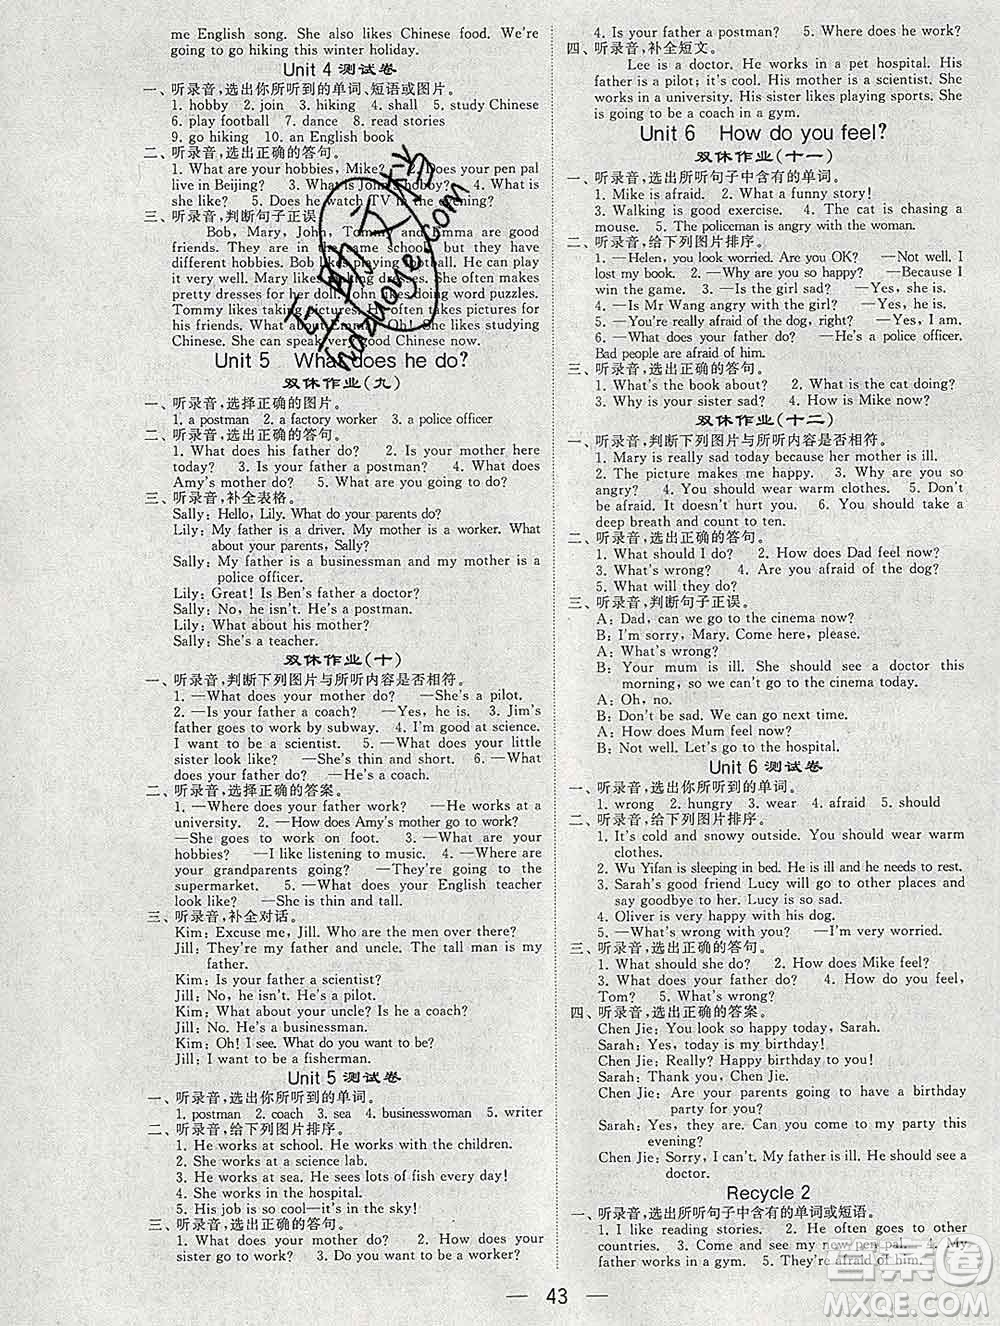 me English song. She also likes Chinese food. We're
going to go hiking this winter holiday.
Unit 4 测试卷
一、听录音,选出你所听到的单词、短语或图片。
1. hobby 2. join 3. hiking 4. shall 5. study Chinese
6. play football 7. dance 8. read stories
9. go hiking 10. an English book
二、听录音,选出正确的答句。
1. What are your hobbies, Mike? 2. Does your pen pal
live in Beijing? 3. What is John's hobby? 4. What is
she like? 5. Does he watch TV in the evening?
三、听录音,判断句子正误。
Bob, Mary, John, Tommy and Emma are good
friends. They are in the same school, but they have
different hobbies. Bob likes playing football. He can play
it very well. Mary likes making dresses. She often makes
pretty dresses for her doll. John likes doing word puzzles.
Tommy likes taking pictures. He often takes pictures for
his friends. What about Emma? Oh! She likes studying
Chinese. She can speak very good Chinese now.
Unit 5 What does he do?
双休作业(九)
一、听录音,选择正确的图片。
1. a postman 2. a factory worker 3. a police officer
二、听录音,选出正确的答句。
1. What does his father do? 2. Is your mother here
today? 3. Is your father a postman? 4. What does
Amy's mother do? 5. What are you going to do?
三、听录音,补全表格。
Sally: Hello, Lily. What do your parents do?
Lily: My father is a driver. My mother is a worker. What
about your parents, Sally?
Sally: My father is a businessman and my mother is a
police officer.
Lily: Great! Is Ben's father a doctor?
Sally: No, he isn't. He is a postman.
Lily: What about his mother?
Sally: She's a teacher.
双休作业(十)
一、听录音,判断下列图片与所听内容是否相符。
1. —What does your mother do? —She's a pilot.
2. —Is your father a coach? —Yes, he is. 3. Jim's
father goes to work by subway. 4. I'm good at science.
I want to be a scientist. 5. —What does your little
sister look like? —She's thin and short. 6. —What
does your father do? —He's a coach.
二、听录音,选择正确的答案。
1. —Where does your father work? —He works at a
university. 2. —How does Amy's mother go to work?
—She goes to work on foot. 3. —What are your
hobbies? —I like listening to music. 4. —Where are
your grandparents going? —They're going to the
supermarket. 5. —What does your English teacher
look like? —She is thin and tall.
三、听录音,补全对话。
Kim: Excuse me, Jill. Who are the men over there?
Jill: They're my father and uncle. The tall man is my
father.
Kim: Is your father a scientist?
Jill: No, he isn't. He's a pilot.
Kim: What about your uncle? Is he a coach?
Jill: No. He's a businessman.
Kim: Oh! I see. What do you want to be?
Jill: I want to be a fisherman.
Unit 5 测试卷
一、听录音,选出你所听到的单词。
1. postman 2. coach 3. sea 4. businesswoman 5. writer
二、听录音,给下列图片排序。
1. He works at school. He works with the children.
2. She works at a science lab.
3. He works at sea. He sees lots of fish every day!
4. She works in the hospital.
5. His job is so cool—it's in the sky!
三、听录音,选出正确的答句。
1. What does your mother do? 2. How does your
sister go to work? 3. Do you want to be a worker?
4. Is your father a postman? 5. Where does he work?
四、听录音,补全短文。
Lee is a doctor. He works in a pet hospital. His
father is a pilot; it's cool. His mother is a scientist. She
works in a university. His sister likes playing sports. She
is going to be a coach in a gym.
Unit 6 How do you feel?
双休作业(十一)
一、听录音,选出所听句子中含有的单词。
1. Mike is afraid. 2. What a funny story!
3. Walking is good exercise. 4. The cat is chasing a
mouse. 5. The policeman is angry with the woman.
二、听录音,给下列图片排序。
1. —Helen, you look worried. Are you OK? —Not well. I
lost my book. 2. —Why are you so happy? —Because I
win the game. 3. —Is the girl sad? —Yes, she is.
4. —Is Mr Wang angry with the girl? —Yes, he is.
5. —You're really afraid of the dog, right? —Yes, I am.
6. —What does your father do? —He's a police officer.
Bad people are afraid of him.
三、听录音,选出正确的答句。
1. What's the book about? 2. What is the cat doing?
3. Why is your sister sad? 4. How is Mike now?
双休作业(十二)
一、听录音,判断下列图片与所听内容是否相符。
1. Mary is really sad today because her mother is ill.
2. The picture makes me happy. 3. Why are you so
angry? 4. You should wear warm clothes. 5. Don't
be afraid. It doesn't hurt you. 6. You should take a
deep breath and count to ten.
二、听录音,选出正确的答句。
1. What should I do? 2. How does Dad feel now?
3. What's wrong? 4. Are you afraid of the dog?
5. What will they do?
三、听录音,判断句子正误。
A: Dad, can we go to the cinema now?
B: I'm sorry, Mary. Come here, please.
A: What's wrong?
B: Your mum is ill. She should see a doctor this
morning, so we can't go to the cinema today.
A: Oh, no.
B: Don't be sad. We can go next time.
A: How does Mum feel now?
B: Not well. Let's go to the hospital.
Unit 6 测试卷
一、听录音,选出你所听到的单词。
1. wrong 2. hungry 3. wear 4. afraid 5. should
二、听录音,给下列图片排序。
1. It's cold and snowy outside. You should wear warm
clothes.
2. Wu Yifan is sleeping in bed. He is ill and he needs to rest.
3. Sarah's good friend Lucy will go to other places and
say goodbye to her. Lucy is so sad.
4. Oliver is very angry with his dog.
5. —What's wrong with you? —I'm very worried.
三、听录音,选出正确的答句。
1. What should she do? 2. How does Mike feel?
3. What does your father do? 4. How do you feel,
Tom? 5. What's wrong?
四、听录音,选出正确的答案。
Chen Jie: You look so happy today, Sarah.
Sarah: Yes, today is my birthday!
Chen Jie: Really? Happy birthday to you!
Sarah: Thank you, Chen Jie.
Chen Jie: Are your parents going to have a birthday
party for you?
Sarah: Yes, they are. Can you come to my party this
evening?
Chen Jie: Sorry, I can't. My father is ill. He should see a
doctor.
Recycle 2
一、听录音,选出所听句子中含有的单词或短语。
1. I like reading stories. 2. He often goes to other
countries. 3. Come and see my new pen pal. 4. My
father works in a gym. 5. They're afraid of him.
43
互助文档
huzhuoye.com
答案圈
MXQE.COM